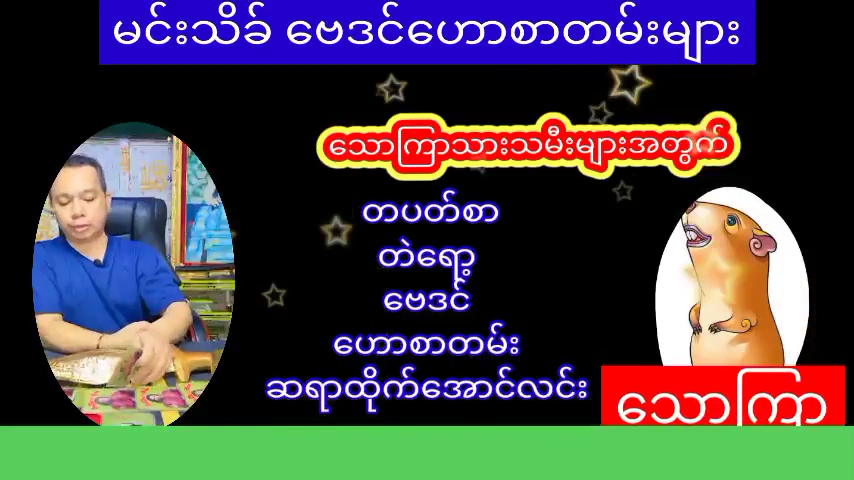 မင်းသိခ် ဗေဒင်ဟောစာတမ်းများ
သောကြာသားသမီးများအတွက်
တပတ်စာ
တဲရော့
ဗေဒင်
ဟောစာတမ်း
ဆရာထိုက်အောင်လင်း
သောကြာ